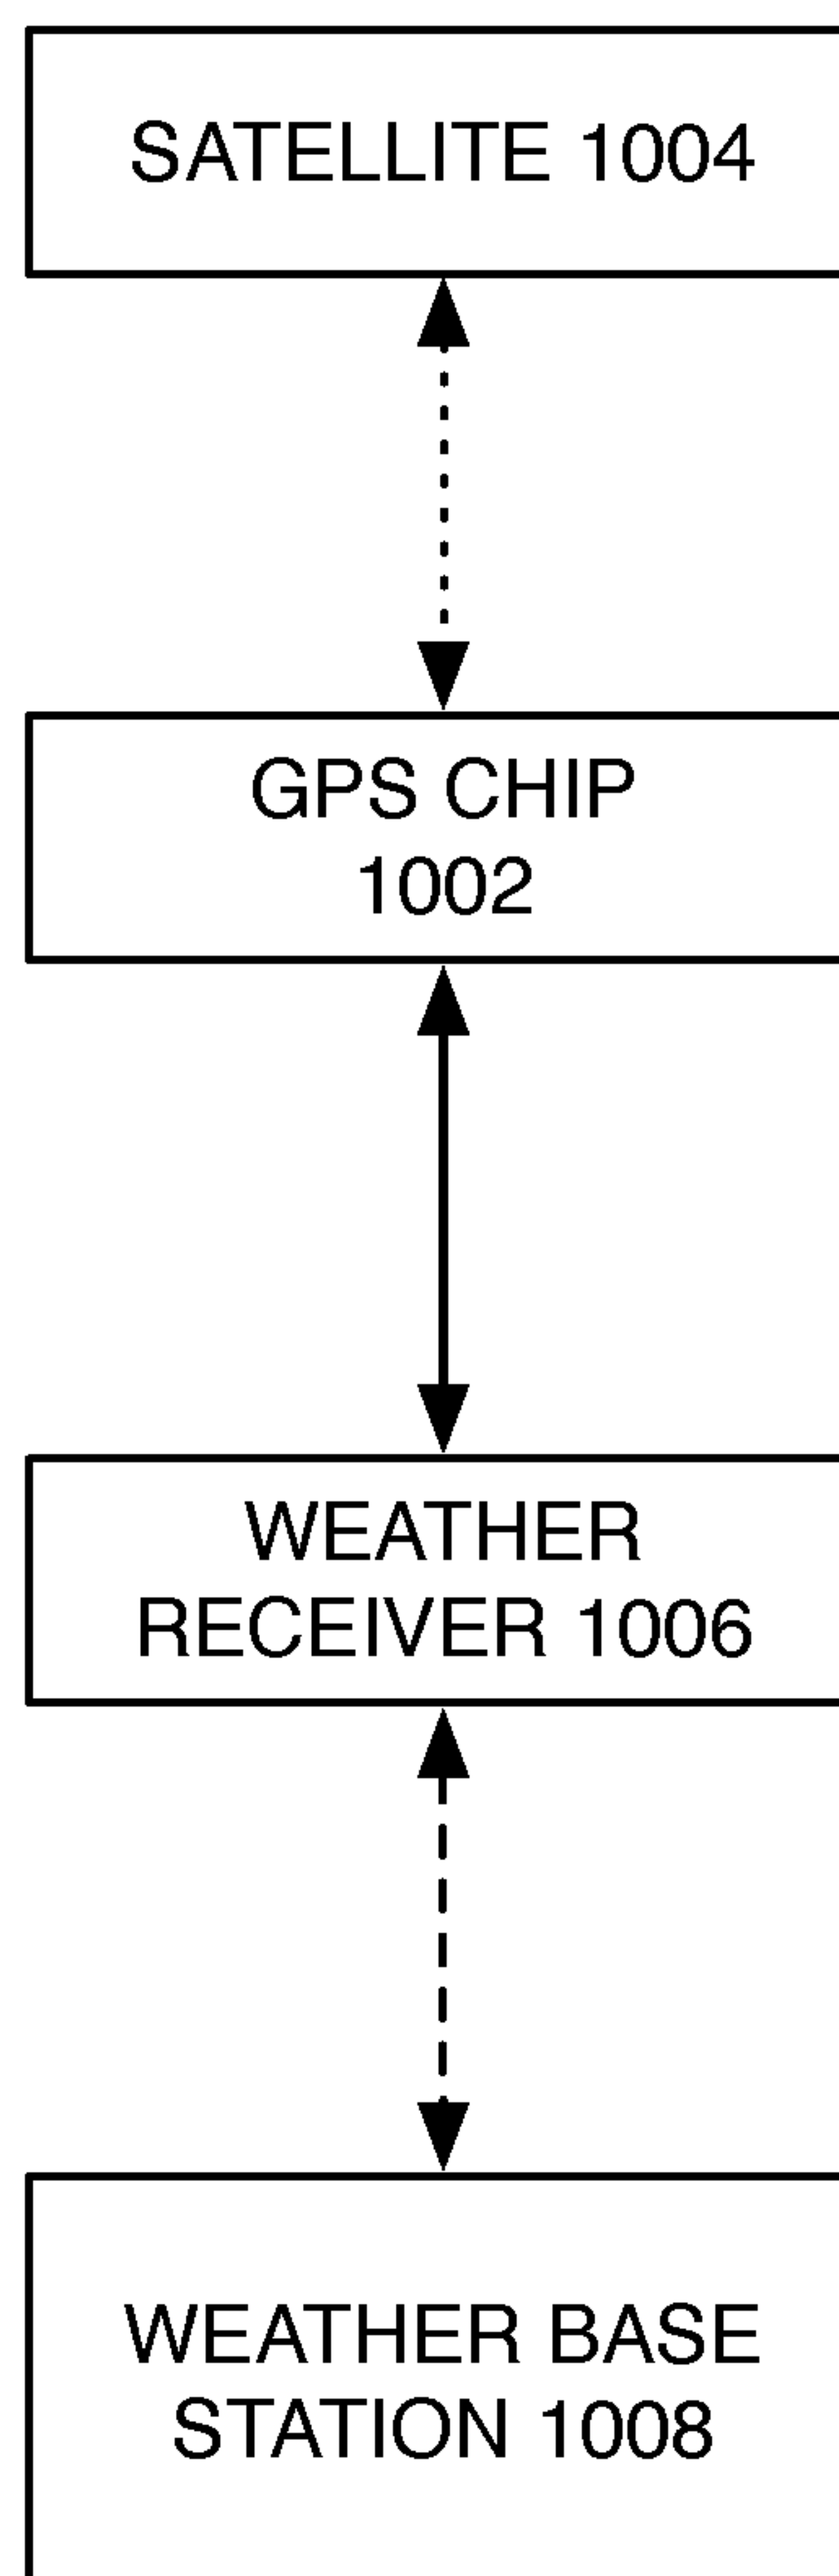 SATELLITE 1004
GPS CHIP
1002
WEATHER
RECEIVER 1006
WEATHER BASE
STATION 1008